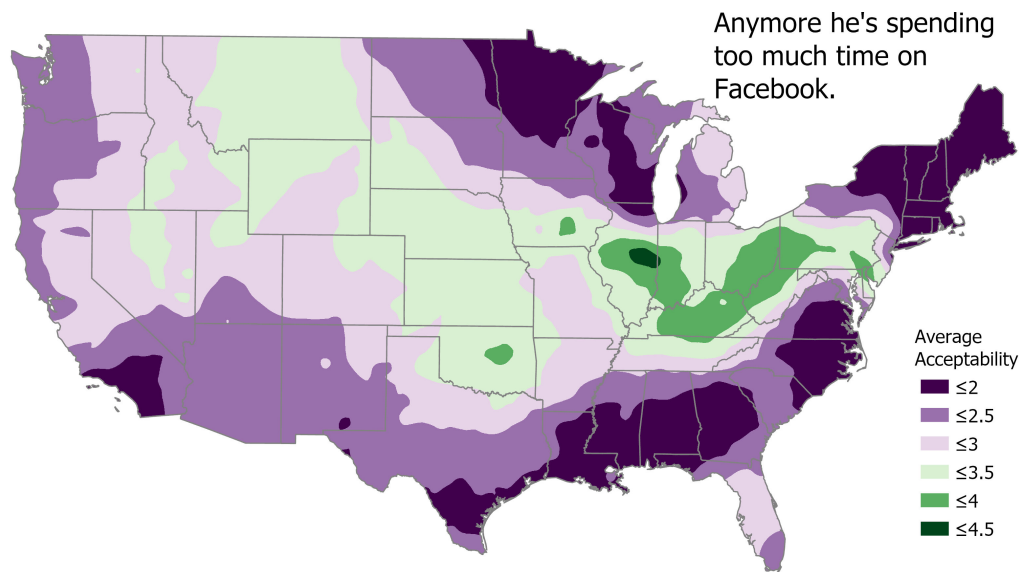 Anymore he's spending
too much time on
Facebook.
Average
Acceptability
≤2
≤2.5
≤3
≤3.5
≤4
≤4.5